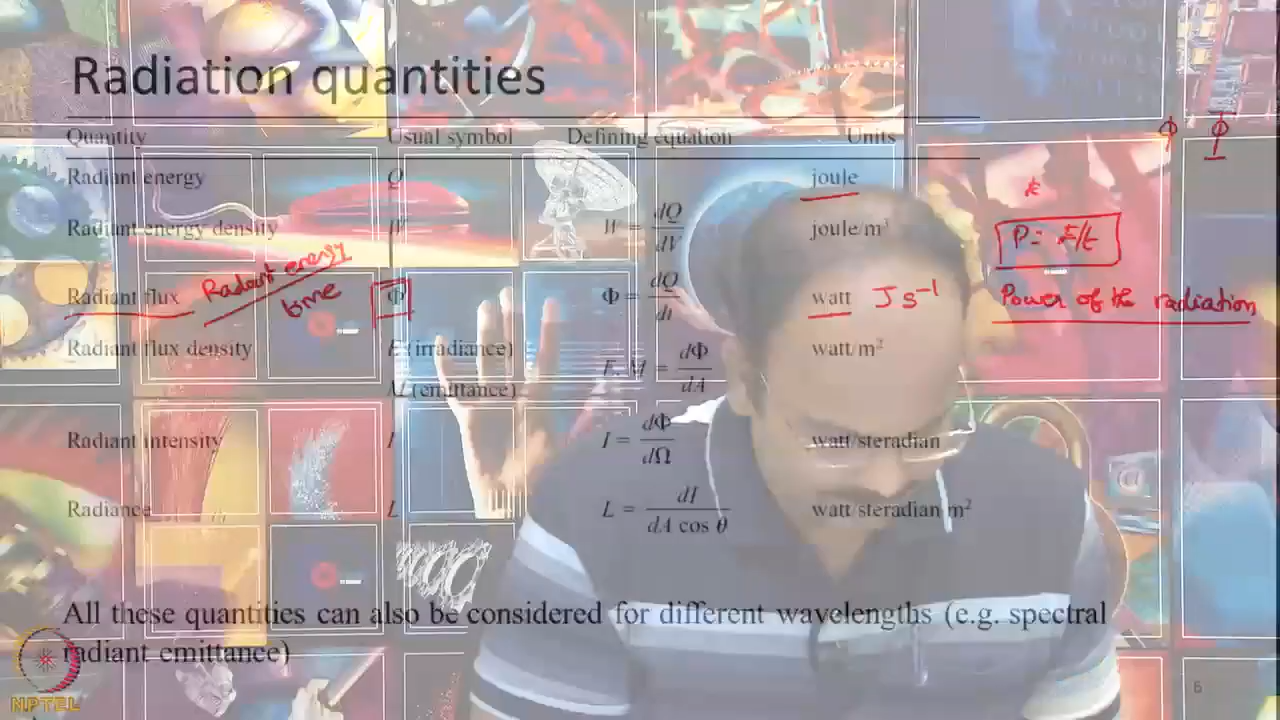 Radiation quantities
Quantity Usual symbol Defining equation Units
Φ Φ
Radiant energy Q joule
Radiant energy density W W = dQ/dV joule/m³
P = E/t
Radiant flux Radiant energy time Φ Φ = dQ/dt watt J s⁻¹ Power of the radiation
Radiant flux density E (irradiance) watt/m²
M (emittance) E, M = dΦ/dA
Radiant intensity I I = dΦ/dΩ watt/steradian
Radiance L L = dI/dA cos θ watt/steradian m²
All these quantities can also be considered for different wavelengths (e.g. spectral
radiant emittance)
NPTEL
6